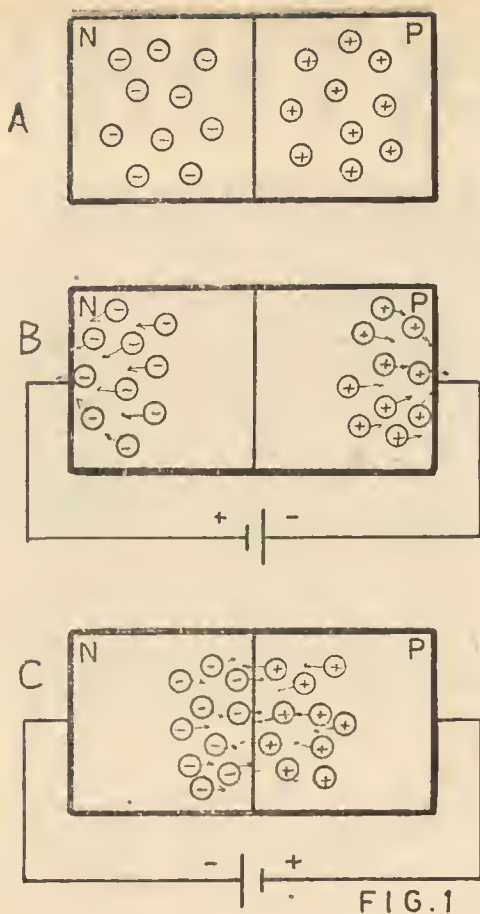 A
N P
⊖ ⊖ ⊖ ⊖ ⊖ ⊖ ⊖ ⊖ ⊖ ⊖
⊕ ⊕ ⊕ ⊕ ⊕ ⊕ ⊕ ⊕ ⊕ ⊕
B
N P
+ -
C
N P
- +
FIG.1